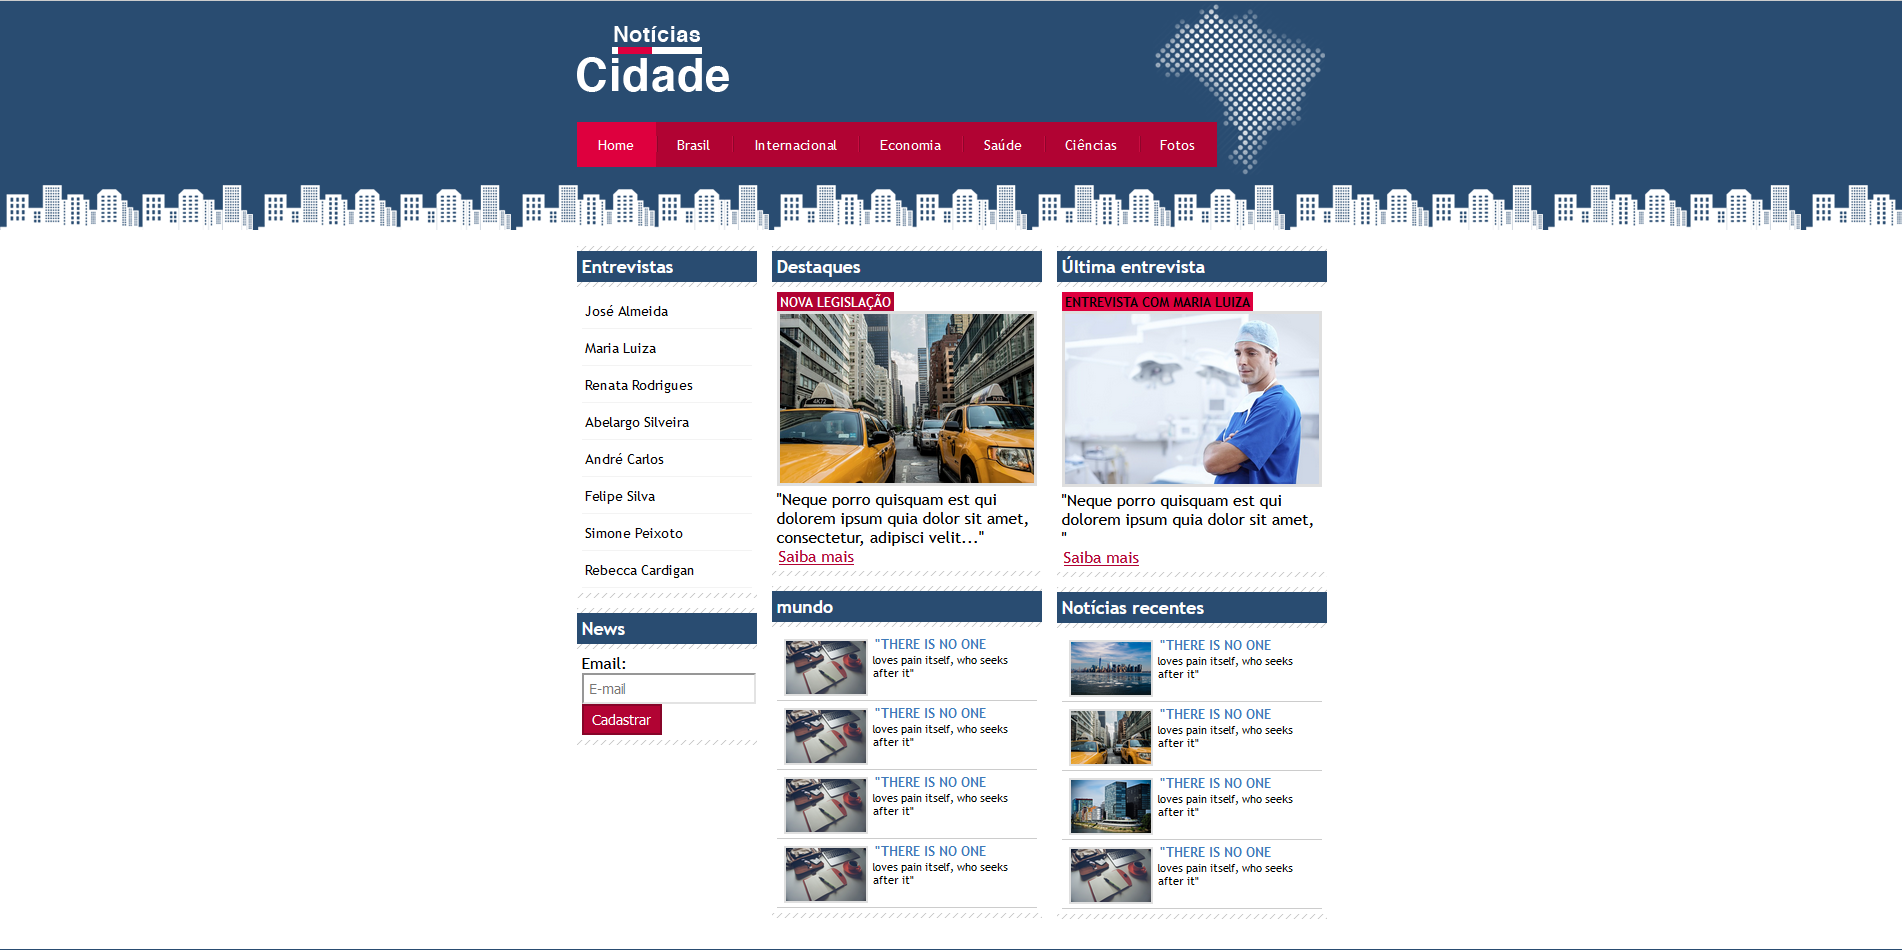 Notícias
Cidade
Home
Brasil
Internacional
Economia
Saúde
Ciências
Fotos
Entrevistas
José Almeida
Maria Luiza
Renata Rodrigues
Abelargo Silveira
André Carlos
Felipe Silva
Simone Peixoto
Rebecca Cardigan
News
Email:
E-mail
Cadastrar
Destaques
NOVA LEGISLAÇÃO
"Neque porro quisquam est qui
dolorem ipsum quia dolor sit amet,
consectetur, adipisci velit..."
Saiba mais
mundo
"THERE IS NO ONE
loves pain itself, who seeks
after it"
"THERE IS NO ONE
loves pain itself, who seeks
after it"
"THERE IS NO ONE
loves pain itself, who seeks
after it"
"THERE IS NO ONE
loves pain itself, who seeks
after it"
Última entrevista
ENTREVISTA COM MARIA LUIZA
"Neque porro quisquam est qui
dolorem ipsum quia dolor sit amet,
"
Saiba mais
Notícias recentes
"THERE IS NO ONE
loves pain itself, who seeks
after it"
"THERE IS NO ONE
loves pain itself, who seeks
after it"
"THERE IS NO ONE
loves pain itself, who seeks
after it"
"THERE IS NO ONE
loves pain itself, who seeks
after it"